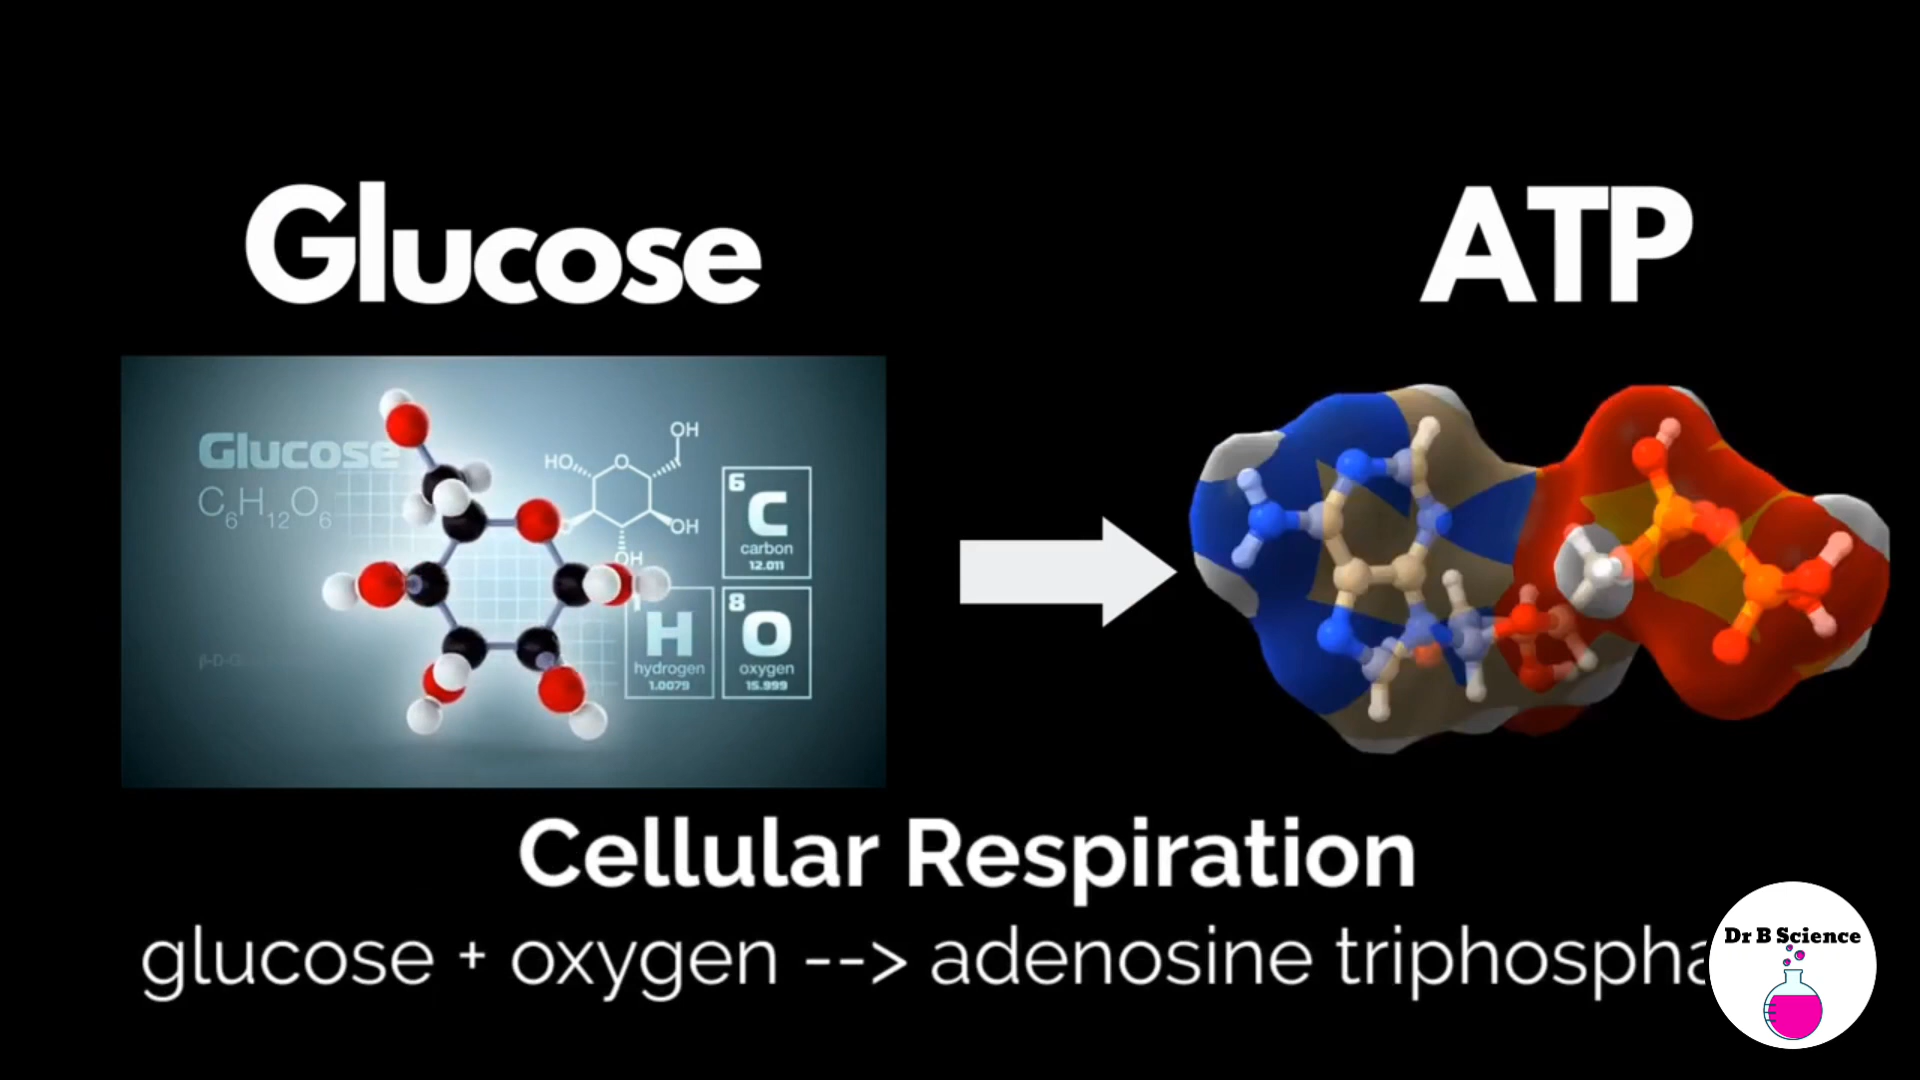 Glucose
ATP
Glucose
C6H12O6
HO
OH
O
OH
OH
6
C
carbon
12.011
H
hydrogen
1.0079
8
O
oxygen
15.999
Cellular Respiration
glucose + oxygen --> adenosine triphospha
Dr B Science